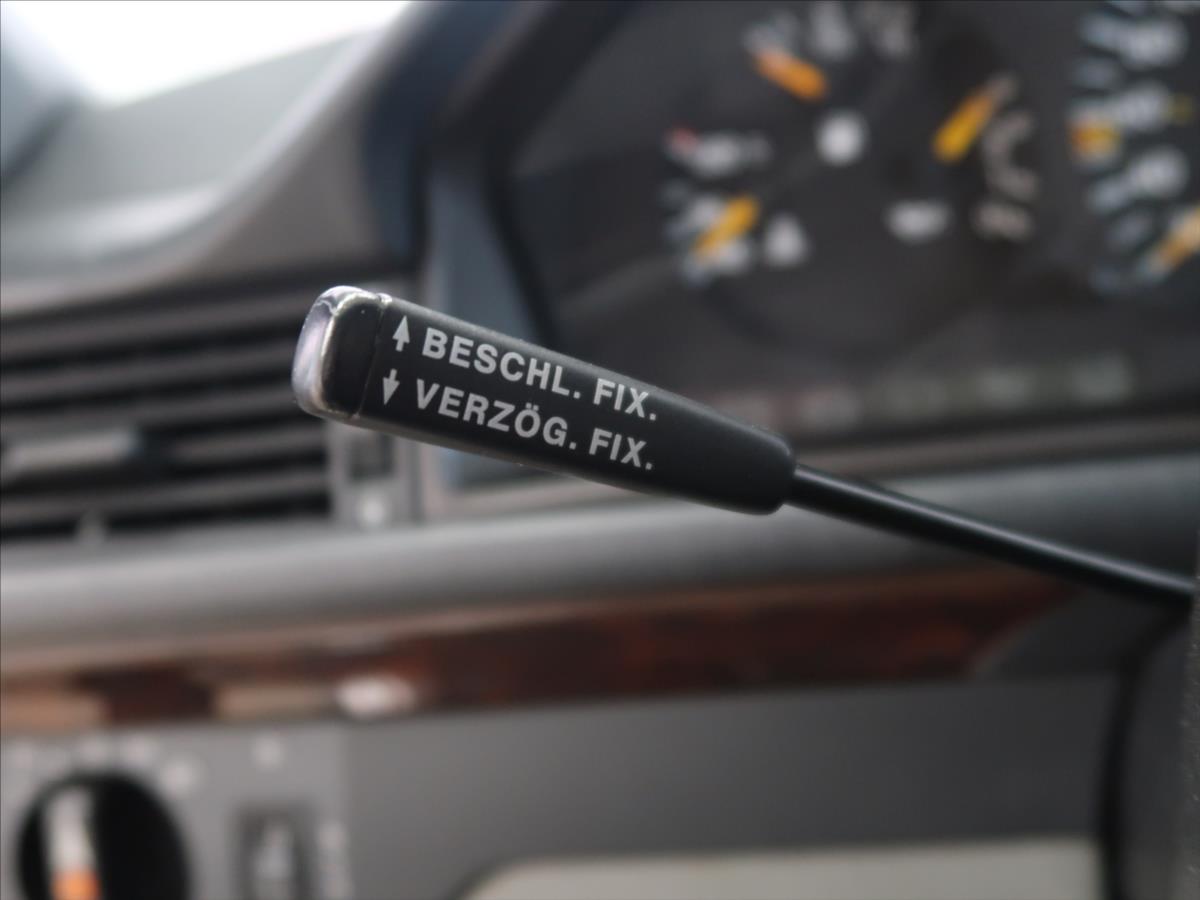 ↑ BESCHL. FIX.
↓ VERZÖG. FIX.